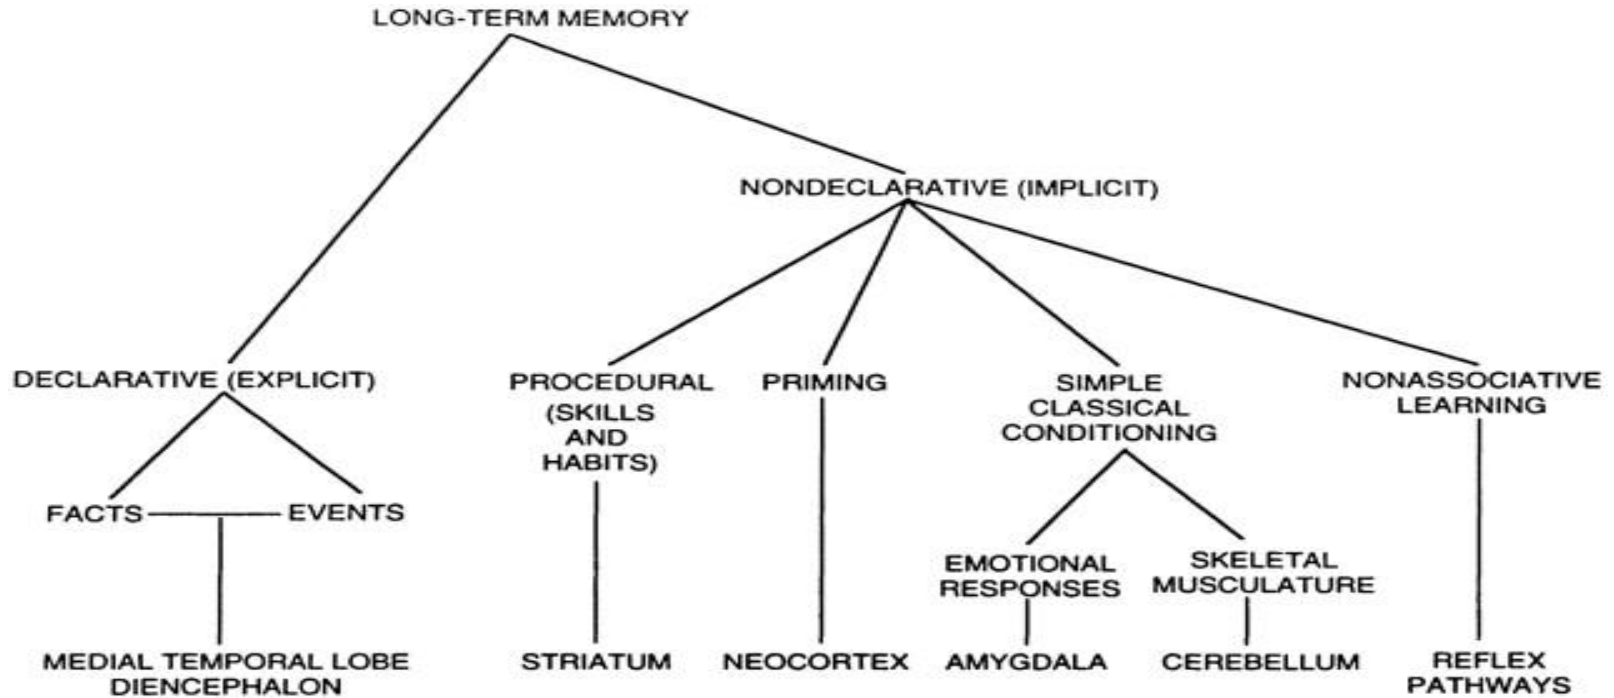 LONG-TERM MEMORY
NONDECLARATIVE (IMPLICIT)
DECLARATIVE (EXPLICIT)
PROCEDURAL
(SKILLS
AND
HABITS)
PRIMING
SIMPLE
CLASSICAL
CONDITIONING
NONASSOCIATIVE
LEARNING
FACTS
EVENTS
EMOTIONAL
RESPONSES
SKELETAL
MUSCULATURE
MEDIAL TEMPORAL LOBE
DIENCEPHALON
STRIATUM
NEOCORTEX
AMYGDALA
CEREBELLUM
REFLEX
PATHWAYS